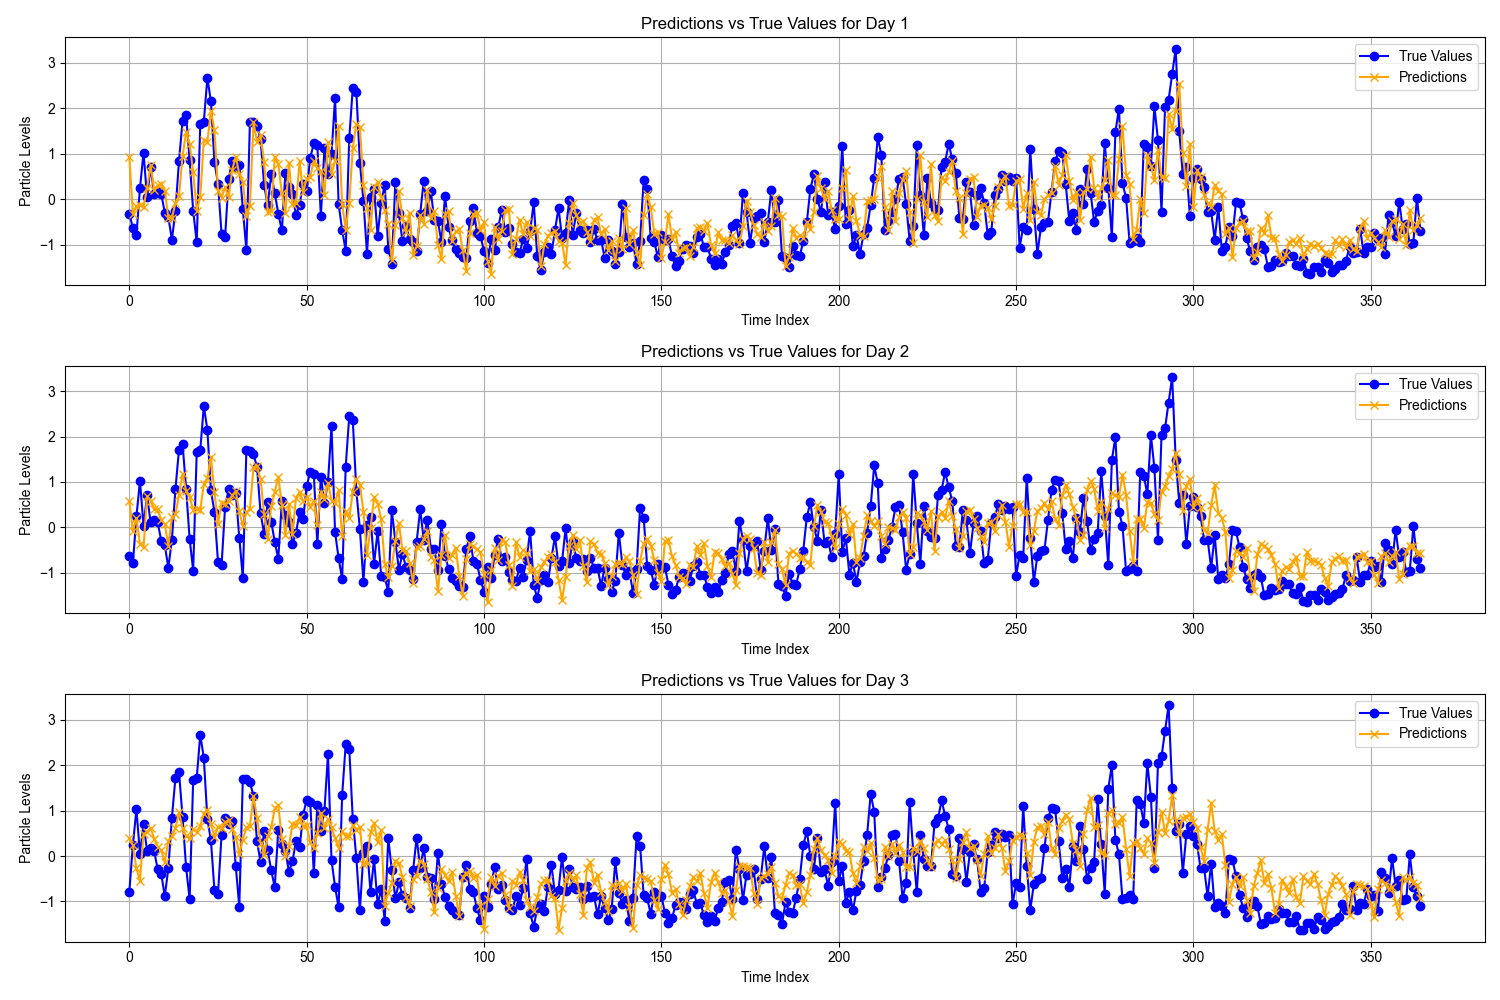 Predictions vs True Values for Day 1
True Values
Predictions
Particle Levels
3
2
1
0
−1
0 50 100 150 200 250 300 350
Time Index
Predictions vs True Values for Day 2
True Values
Predictions
Particle Levels
3
2
1
0
−1
0 50 100 150 200 250 300 350
Time Index
Predictions vs True Values for Day 3
True Values
Predictions
Particle Levels
3
2
1
0
−1
0 50 100 150 200 250 300 350
Time Index